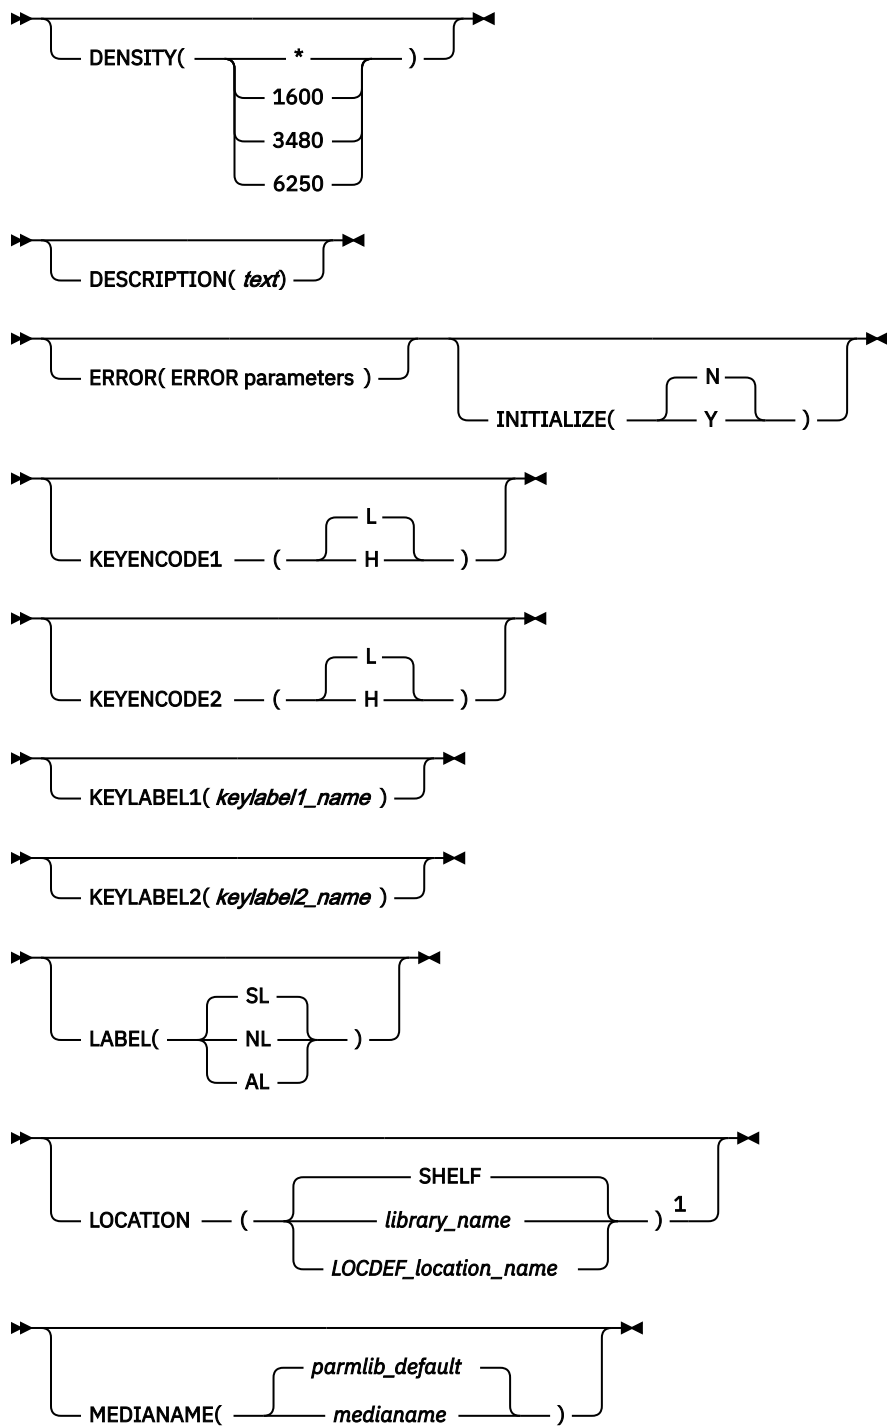 DENSITY( * )
1600
3480
6250
DESCRIPTION( text)
ERROR( ERROR parameters )
N
INITIALIZE( Y )
L
KEYENCODE1 ( H )
L
KEYENCODE2 ( H )
KEYLABEL1( keylabel1_name )
KEYLABEL2( keylabel2_name )
SL
LABEL( NL )
AL
SHELF
LOCATION ( library_name ) 1
LOCDEF_location_name
parmlib_default
MEDIANAME( medianame )